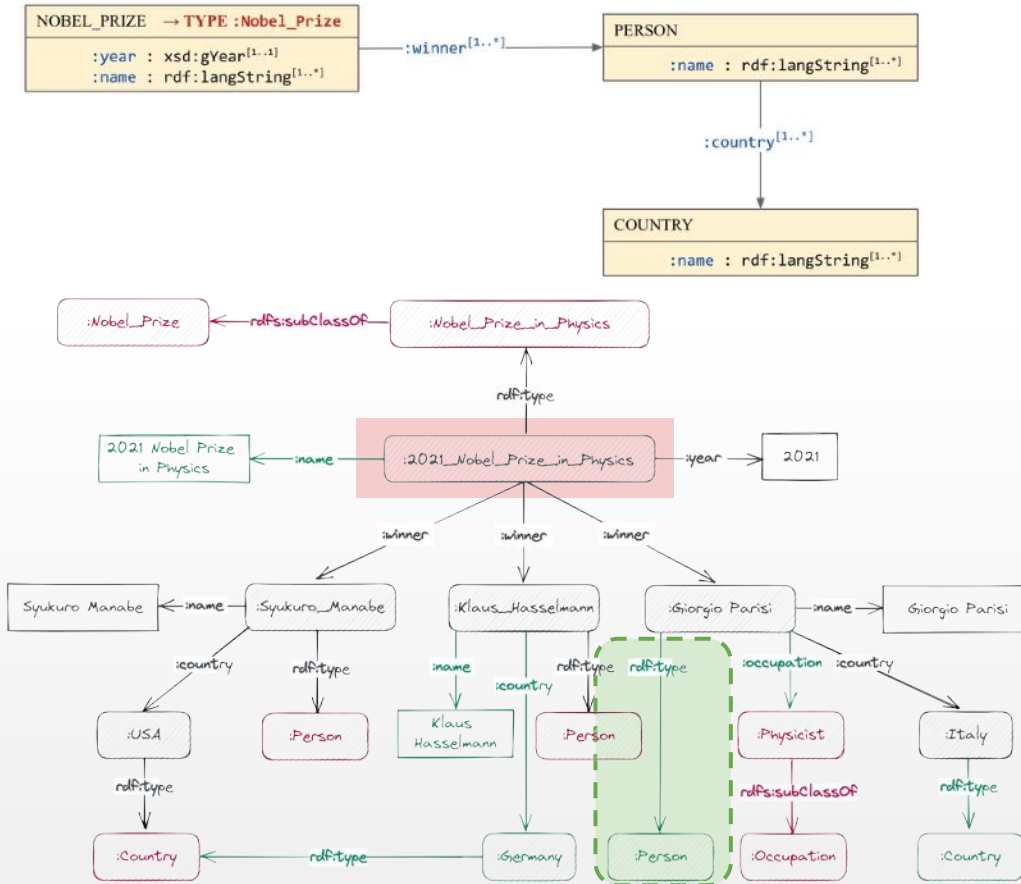 NOBEL_PRIZE → TYPE :Nobel_Prize
:year : xsd:gYear[1..1]
:name : rdf:langString[1..*]
:winner[1..*]
PERSON
:name : rdf:langString[1..*]
:country[1..*]
COUNTRY
:name : rdf:langString[1..*]
:Nobel_Prize
rdfs:subClassOf
:Nobel_Prize_in_Physics
rdf:type
2021 Nobel Prize
in Physics
:name
:2021_Nobel_Prize_in_Physics
:year
2021
:winner
:winner
:winner
Syukuro Manabe
:name
:Syukuro_Manabe
:Klaus_Hasselmann
:Giorgio Parisi
:name
Giorgio Parisi
:country
rdf:type
:name
:country
rdf:type
rdf:type
:occupation
:country
:USA
:Person
Klaus
Hasselmann
:Person
:Physicist
:Italy
rdf:type
rdfs:subClassOf
rdf:type
:Country
rdf:type
:Germany
:Person
:Occupation
:Country